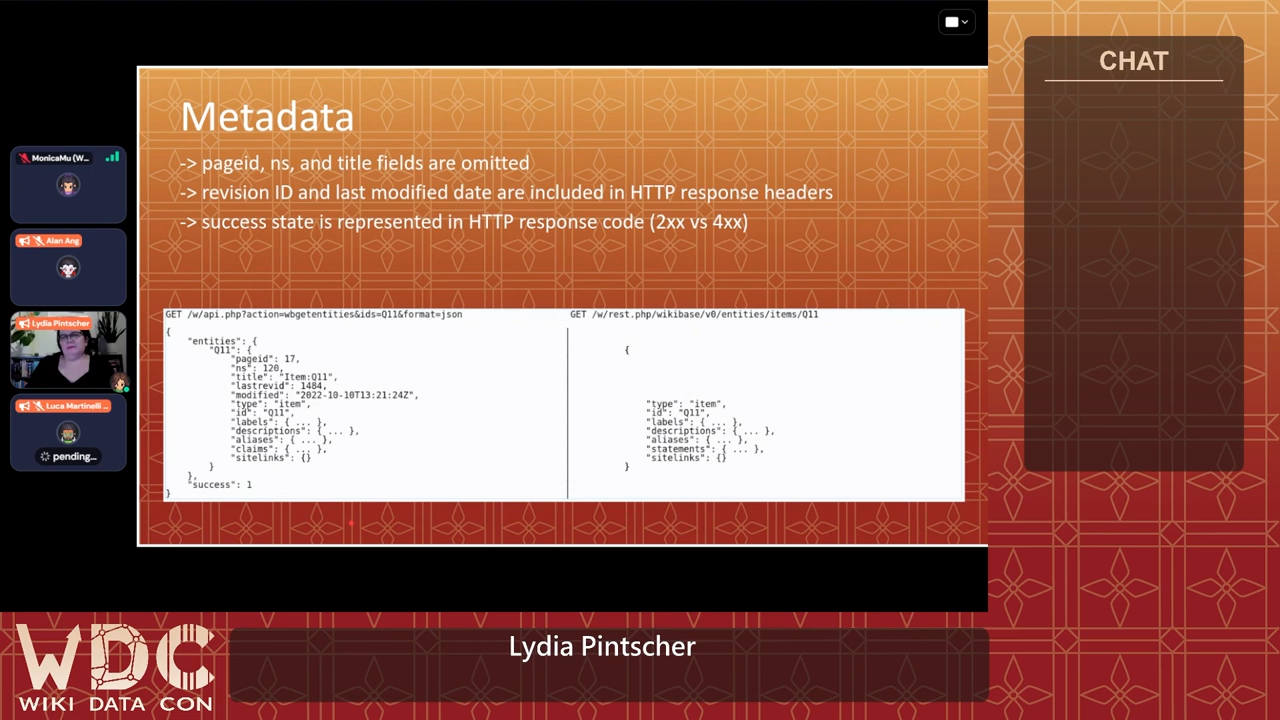 CHAT
Metadata
-> pageid, ns, and title fields are omitted
-> revision ID and last modified date are included in HTTP response headers
-> success state is represented in HTTP response code (2xx vs 4xx)
MonicaMu (W...
Alan Ang
Lydia Pintscher
Luca Martinelli ...
pending...
GET /w/api.php?action=wbgetentities&ids=Q11&format=json
{
"entities": {
"Q11": {
"pageid": 17,
"ns": 120,
"title": "Item:Q11",
"lastrevid": 1484,
"modified": "2022-10-10T13:21:24Z",
"type": "item",
"id": "Q11",
"labels": { ... },
"descriptions": { ... },
"aliases": { ... },
"claims": { ... },
"sitelinks": {}
}
},
"success": 1
}
GET /w/rest.php/wikibase/v0/entities/items/Q11
{
"type": "item",
"id": "Q11",
"labels": { ... },
"descriptions": { ... },
"aliases": { ... },
"statements": { ... },
"sitelinks": {}
}
WDC
WIKI DATA CON
Lydia Pintscher